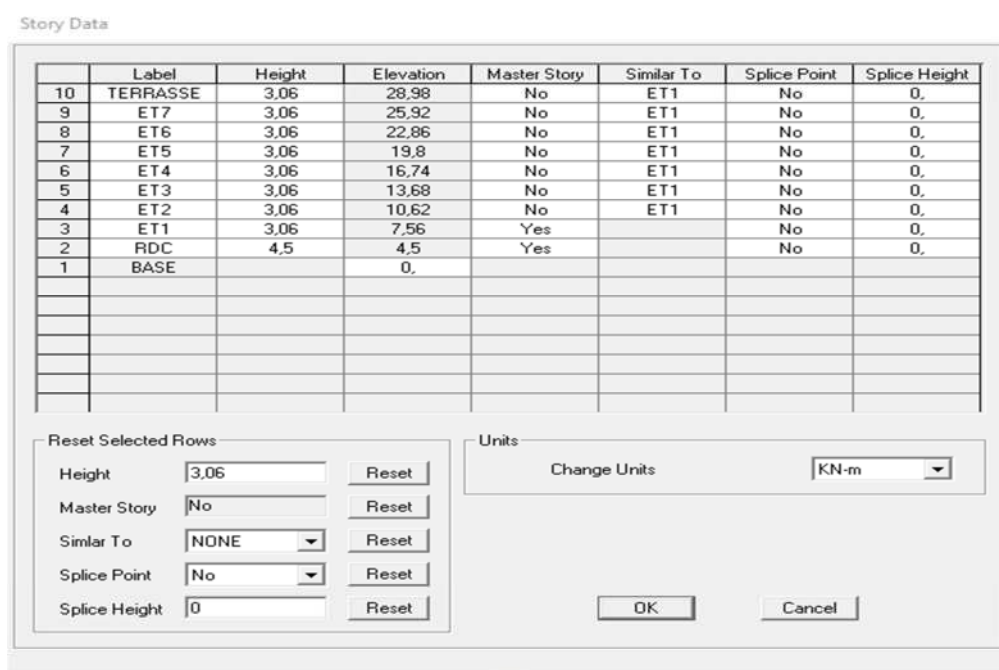 Story Data
Label Height Elevation Master Story Similar To Splice Point Splice Height
10 TERRASSE 3,06 28,98 No ET1 No 0,
9 ET7 3,06 25,92 No ET1 No 0,
8 ET6 3,06 22,86 No ET1 No 0,
7 ET5 3,06 19,8 No ET1 No 0,
6 ET4 3,06 16,74 No ET1 No 0,
5 ET3 3,06 13,68 No ET1 No 0,
4 ET2 3,06 10,62 No ET1 No 0,
3 ET1 3,06 7,56 Yes No 0,
2 RDC 4,5 4,5 Yes No 0,
1 BASE 0,
Reset Selected Rows
Height 3,06 Reset
Master Story No Reset
Simlar To NONE Reset
Splice Point No Reset
Splice Height 0 Reset
Units
Change Units KN-m
OK Cancel